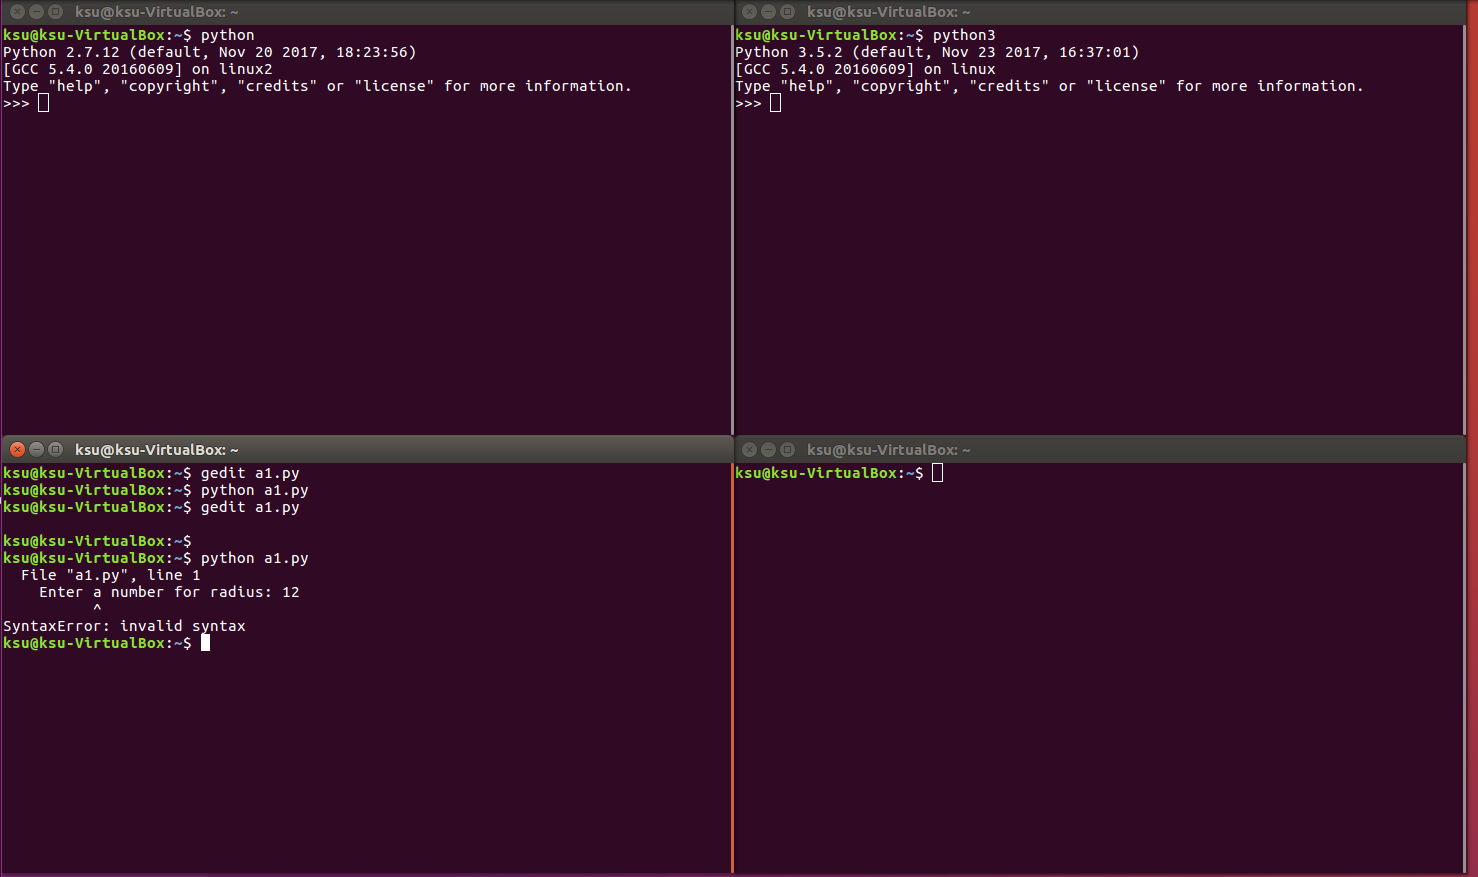 ksu@ksu-VirtualBox: ~
ksu@ksu-VirtualBox:~$ python
Python 2.7.12 (default, Nov 20 2017, 18:23:56)
[GCC 5.4.0 20160609] on linux2
Type "help", "copyright", "credits" or "license" for more information.
>>>
ksu@ksu-VirtualBox: ~
ksu@ksu-VirtualBox:~$ python3
Python 3.5.2 (default, Nov 23 2017, 16:37:01)
[GCC 5.4.0 20160609] on linux
Type "help", "copyright", "credits" or "license" for more information.
>>>
ksu@ksu-VirtualBox: ~
ksu@ksu-VirtualBox:~$ gedit a1.py
ksu@ksu-VirtualBox:~$ python a1.py
ksu@ksu-VirtualBox:~$ gedit a1.py
ksu@ksu-VirtualBox:~$
ksu@ksu-VirtualBox:~$ python a1.py
  File "a1.py", line 1
    Enter a number for radius: 12
          ^
SyntaxError: invalid syntax
ksu@ksu-VirtualBox:~$
ksu@ksu-VirtualBox: ~
ksu@ksu-VirtualBox:~$